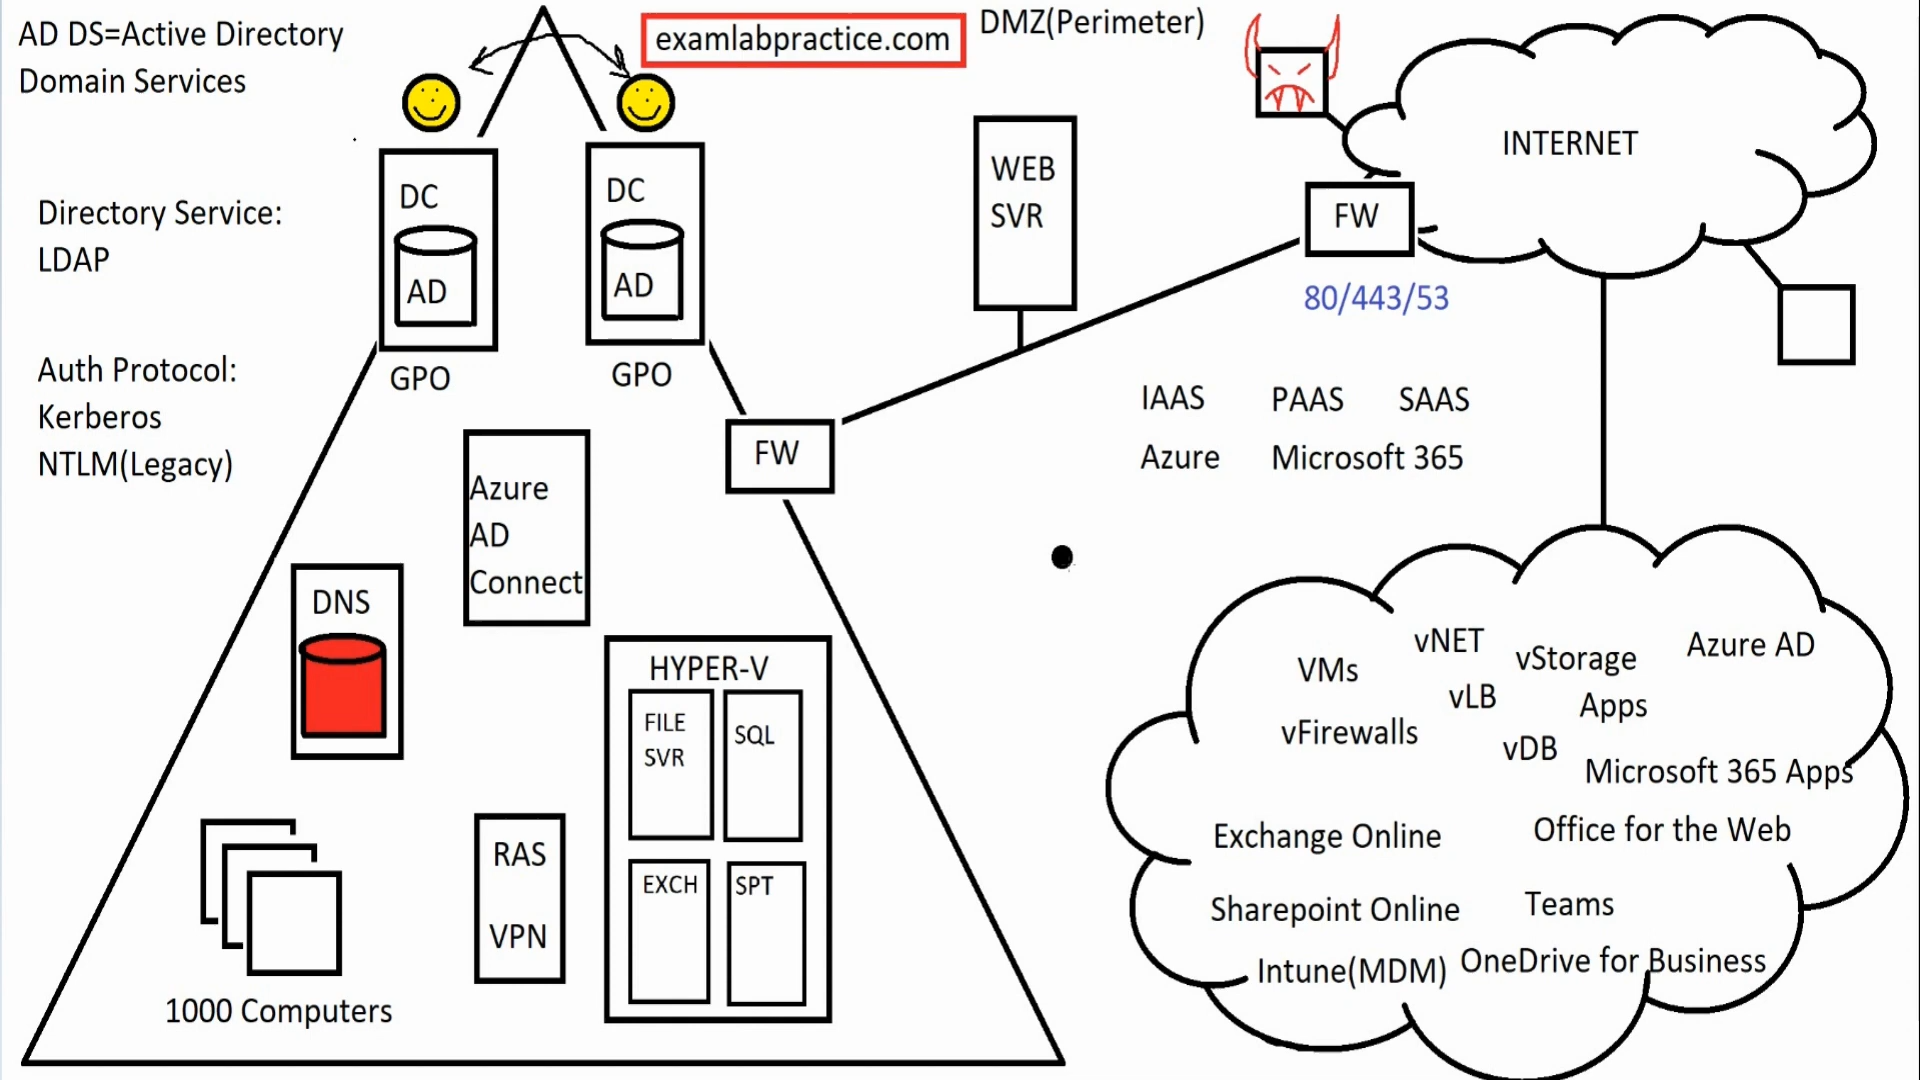 AD DS=Active Directory
Domain Services
examlabpractice.com
DMZ(Perimeter)
Directory Service:
LDAP
Auth Protocol:
Kerberos
NTLM(Legacy)
DC
AD
GPO
DC
AD
GPO
WEB
SVR
INTERNET
FW
80/443/53
FW
IAAS
PAAS
SAAS
Azure
Microsoft 365
Azure
AD
Connect
DNS
HYPER-V
FILE
SVR
SQL
EXCH
SPT
RAS
VPN
1000 Computers
VMs
vNET
vStorage
Azure AD
vLB
Apps
vFirewalls
vDB
Microsoft 365 Apps
Exchange Online
Office for the Web
Sharepoint Online
Teams
Intune(MDM)
OneDrive for Business